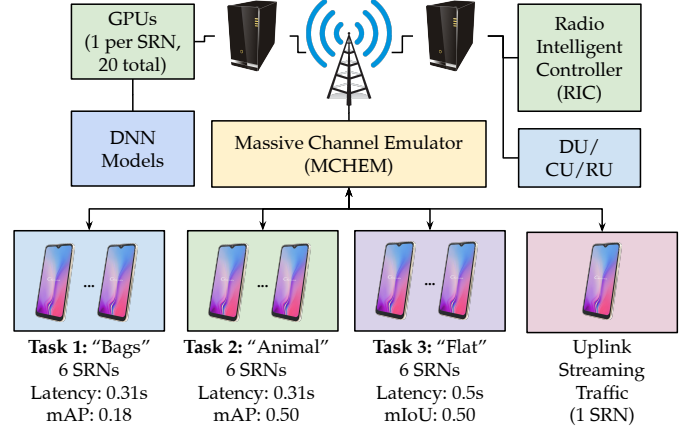 GPUs
(1 per SRN,
20 total)
Radio
Intelligent
Controller
(RIC)
DNN
Models
Massive Channel Emulator
(MCHEM)
DU/
CU/RU
...
...
...
Task 1: “Bags”
6 SRNs
Latency: 0.31s
mAP: 0.18
Task 2: “Animal”
6 SRNs
Latency: 0.31s
mAP: 0.50
Task 3: “Flat”
6 SRNs
Latency: 0.5s
mIoU: 0.50
Uplink
Streaming
Traffic
(1 SRN)